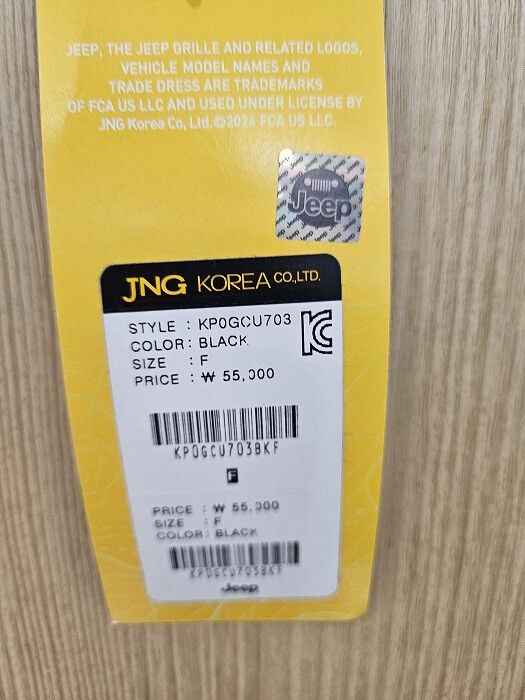 JEEP, THE JEEP GRILLE AND RELATED LOGOS,
VEHICLE MODEL NAMES AND
TRADE DRESS ARE TRADEMARKS
OF FCA US LLC AND USED UNDER LICENSE BY
JNG Korea Co, Ltd.©2024 FCA US LLC.
Jeep
JNG KOREA CO.,LTD.
STYLE : KP0GCU703
COLOR : BLACK
SIZE : F
PRICE : ₩ 55,000
KP0GCU703BKF
F
PRICE : ₩ 55,000
SIZE : F
COLOR: BLACK
KP0GCU703BKF
Jeep